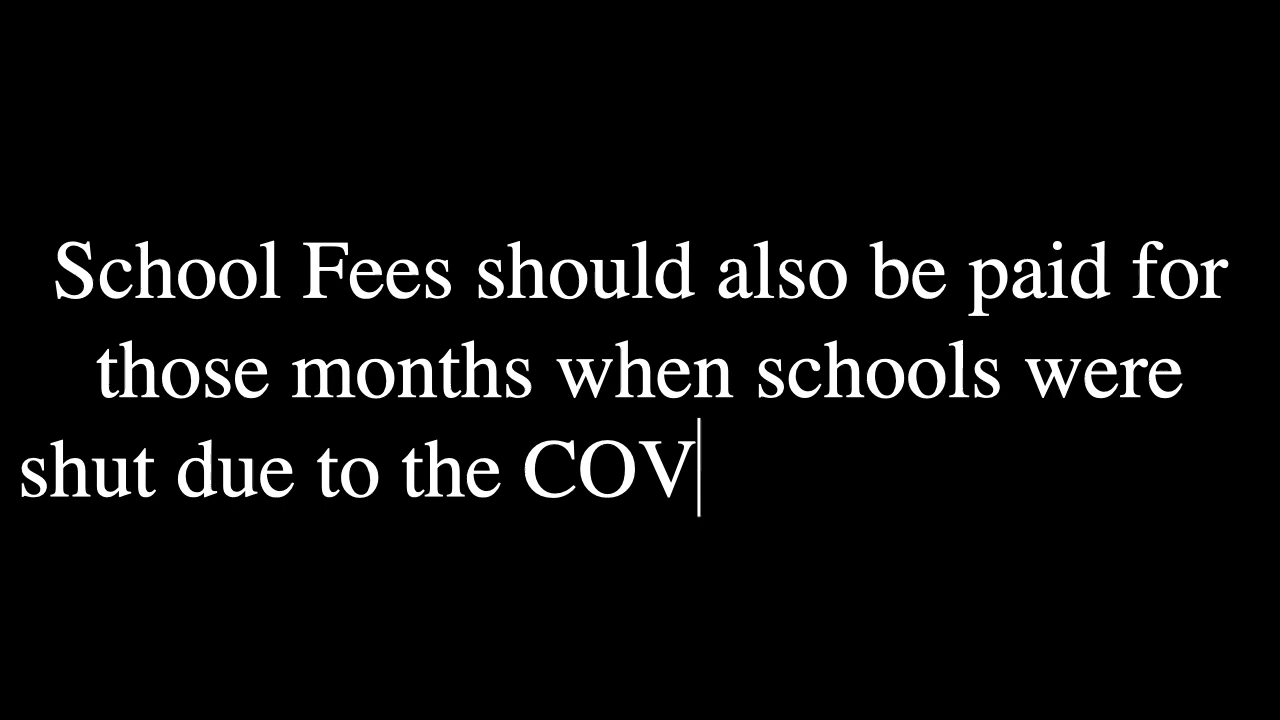 School Fees should also be paid for
those months when schools were
shut due to the COV